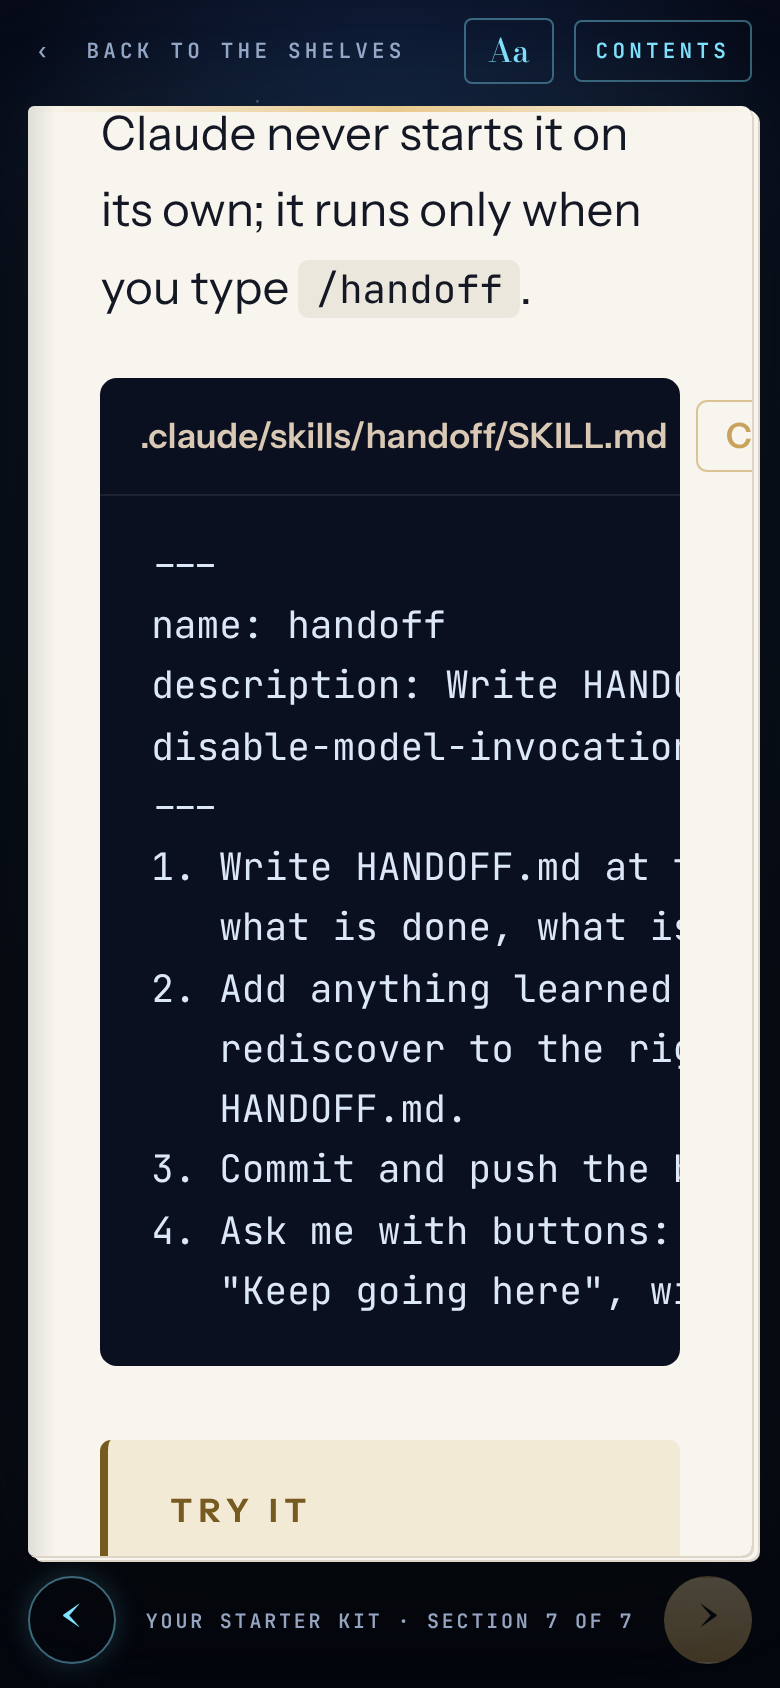 ‹ BACK TO THE SHELVES Aa CONTENTS
Claude never starts it on
its own; it runs only when
you type /handoff.
.claude/skills/handoff/SKILL.md
---
name: handoff
description: Write
disable-model-invocation
---
1. Write HANDOFF.md at
what is done, what is
2. Add anything learned
rediscover to the
HANDOFF.md.
3. Commit and push the
4. Ask me with buttons:
"Keep going here",
TRY IT
YOUR STARTER KIT · SECTION 7 OF 7